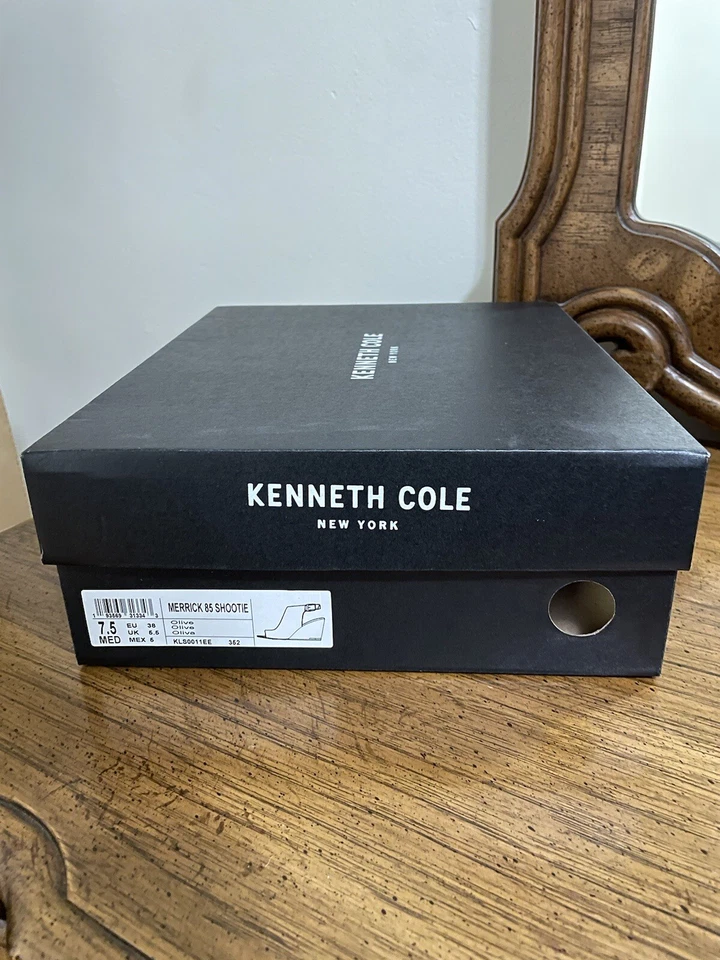 KENNETH COLE
NEW YORK
KENNETH COLE
NEW YORK
MERRICK 85 SHOOTIE
7.5 EU 38
UK 5.5
MED MEX 5
Olive
Olive
Olive
KLS0011EE 352